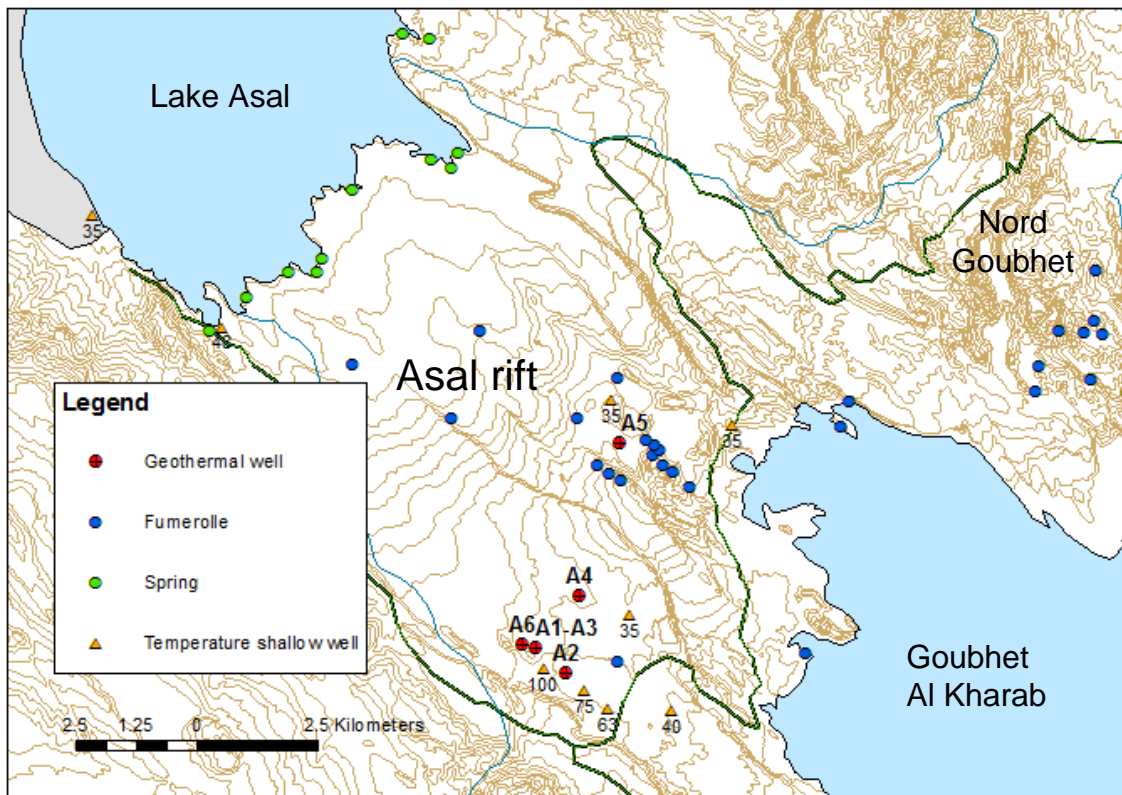 Lake Asal
35
Nord
Goubhet
Asal rift
35
A5
35
Legend
Geothermal well
Fumerolle
Spring
Temperature shallow well
A4
35
A6 A1-A3
A2
100
75
63
40
Goubhet
Al Kharab
2.5 1.25 0 2.5 Kilometers